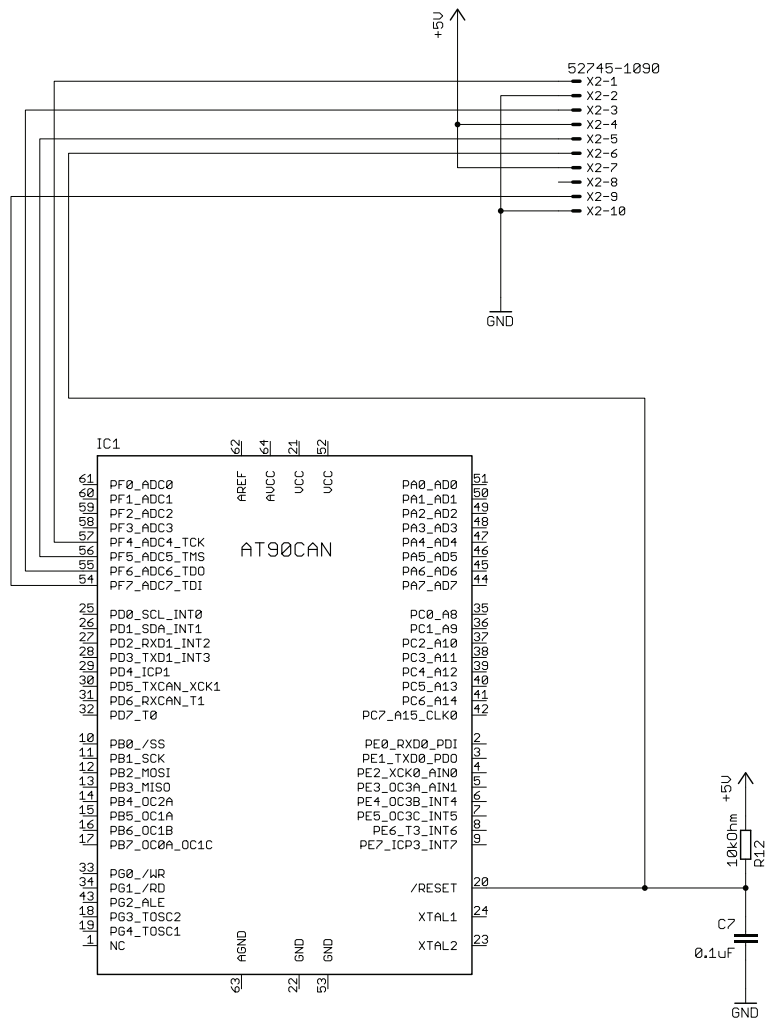 +5V
52745-1090
X2-1
X2-2
X2-3
X2-4
X2-5
X2-6
X2-7
X2-8
X2-9
X2-10
GND
IC1
62 64 21 52
AREF AVCC VCC VCC
AT90CAN
61 PF0_ADC0
60 PF1_ADC1
59 PF2_ADC2
58 PF3_ADC3
57 PF4_ADC4_TCK
56 PF5_ADC5_TMS
55 PF6_ADC6_TDO
54 PF7_ADC7_TDI
25 PD0_SCL_INT0
26 PD1_SDA_INT1
27 PD2_RXD1_INT2
28 PD3_TXD1_INT3
29 PD4_ICP1
30 PD5_TXCAN_XCK1
31 PD6_RXCAN_T1
32 PD7_T0
10 PB0_/SS
11 PB1_SCK
12 PB2_MOSI
13 PB3_MISO
14 PB4_OC2A
15 PB5_OC1A
16 PB6_OC1B
17 PB7_OC0A_OC1C
33 PG0_/WR
34 PG1_/RD
43 PG2_ALE
18 PG3_TOSC2
19 PG4_TOSC1
1 NC
PA0_AD0 51
PA1_AD1 50
PA2_AD2 49
PA3_AD3 48
PA4_AD4 47
PA5_AD5 46
PA6_AD6 45
PA7_AD7 44
PC0_A8 35
PC1_A9 36
PC2_A10 37
PC3_A11 38
PC4_A12 39
PC5_A13 40
PC6_A14 41
PC7_A15_CLK0 42
PE0_RXD0_PDI 2
PE1_TXD0_PDO 3
PE2_XCK0_AIN0 4
PE3_OC3A_AIN1 5
PE4_OC3B_INT4 6
PE5_OC3C_INT5 7
PE6_T3_INT6 8
PE7_ICP3_INT7 9
/RESET 20
XTAL1 24
XTAL2 23
AGND GND GND
63 22 53
+5V
10kOhm
R12
C7
0.1uF
GND